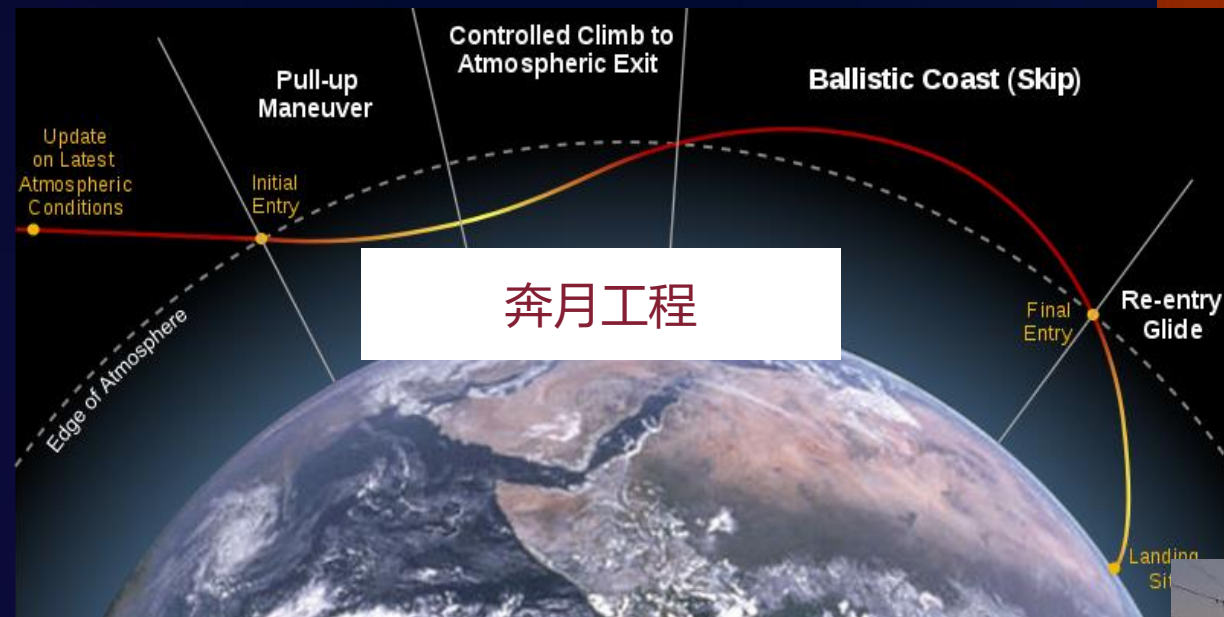 Controlled Climb to
Atmospheric Exit
Pull-up
Maneuver
Ballistic Coast (Skip)
Update
on Latest
Atmospheric
Conditions
Initial
Entry
奔月工程
Final
Entry
Re-entry
Glide
Edge of Atmosphere
Landing